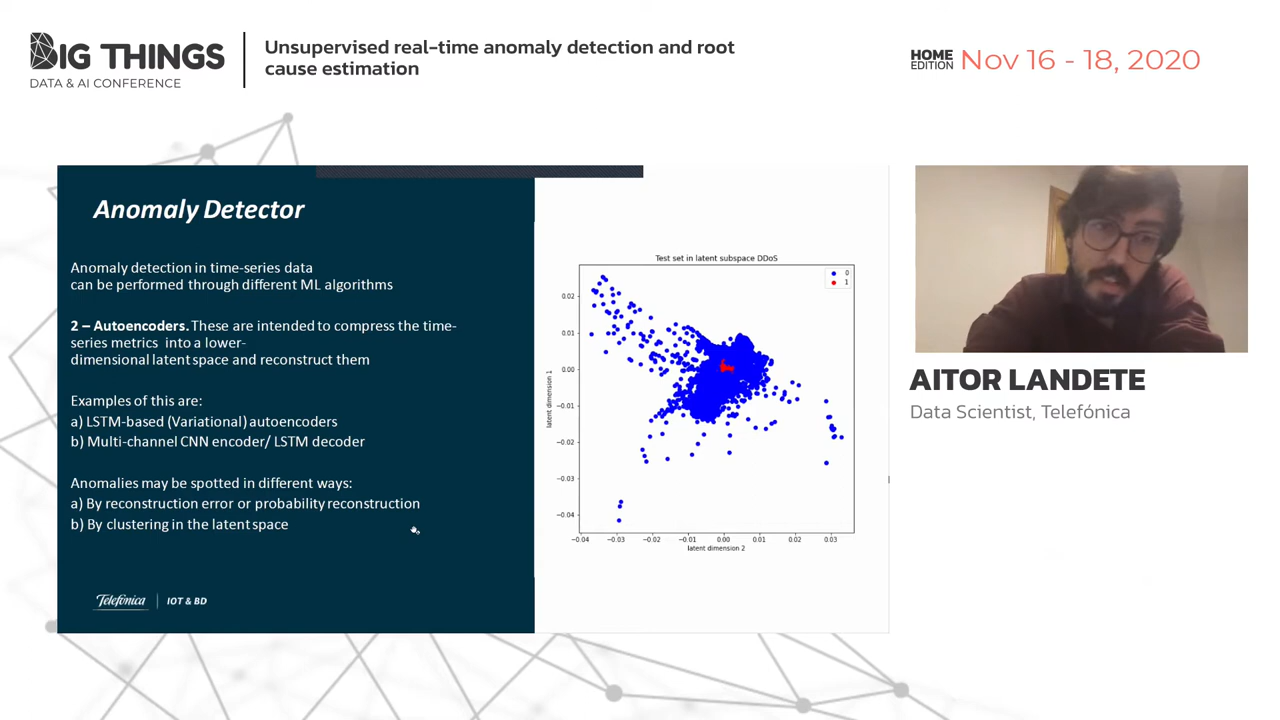 BIG THINGS
DATA & AI CONFERENCE
Unsupervised real-time anomaly detection and root
cause estimation
HOME
EDITION
Nov 16 - 18, 2020
Anomaly Detector
Anomaly detection in time-series data
can be performed through different ML algorithms
2 – Autoencoders. These are intended to compress the time-
series metrics into a lower-
dimensional latent space and reconstruct them
Examples of this are:
a) LSTM-based (Variational) autoencoders
b) Multi-channel CNN encoder/ LSTM decoder
Anomalies may be spotted in different ways:
a) By reconstruction error or probability reconstruction
b) By clustering in the latent space
Telefónica
IOT & BD
Test set in latent subspace DDoS
0
1
0.02
0.01
0.00
−0.01
−0.02
−0.03
−0.04
latent dimension 1
−0.04 −0.03 −0.02 −0.01 0.00 0.01 0.02 0.03
latent dimension 2
AITOR LANDETE
Data Scientist, Telefónica